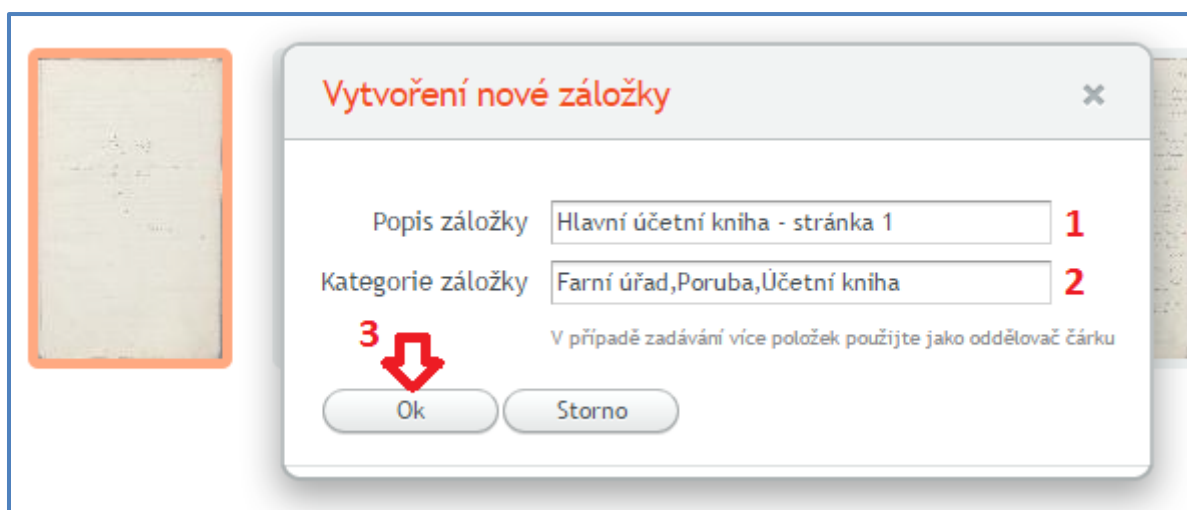 Vytvoření nové záložky
Popis záložky Hlavní účetní kniha - stránka 1 1
Kategorie záložky Farní úřad,Poruba,Účetní kniha 2
V případě zadávání více položek použijte jako oddělovač čárku
3
Ok Storno